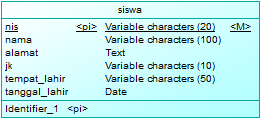 siswa
nis <pi> Variable characters (20) <M>
nama Variable characters (100)
alamat Text
jk Variable characters (10)
tempat_lahir Variable characters (50)
tanggal_lahir Date
Identifier_1 <pi>